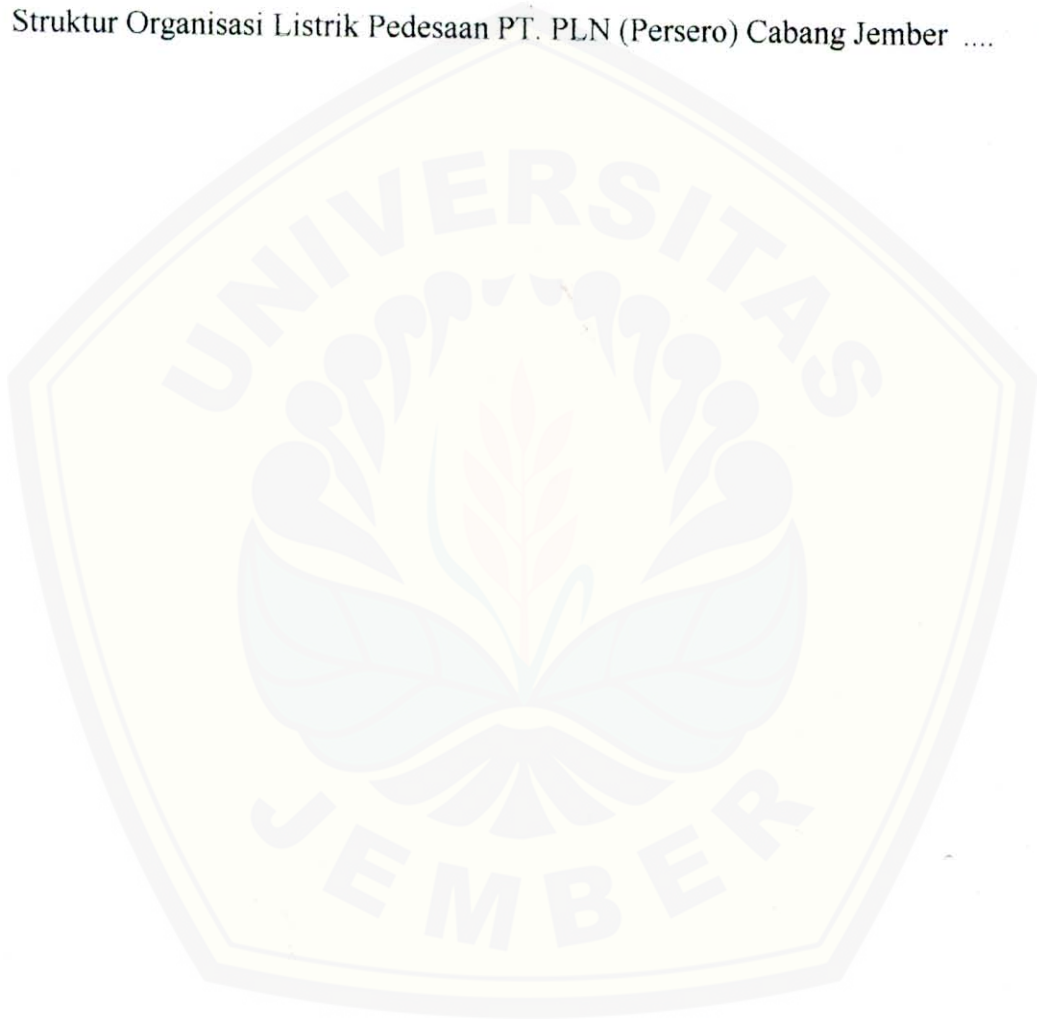 Struktur Organisasi Listrik Pedesaan PT. PLN (Persero) Cabang Jember ....
UNIVERSITAS
JEMBER